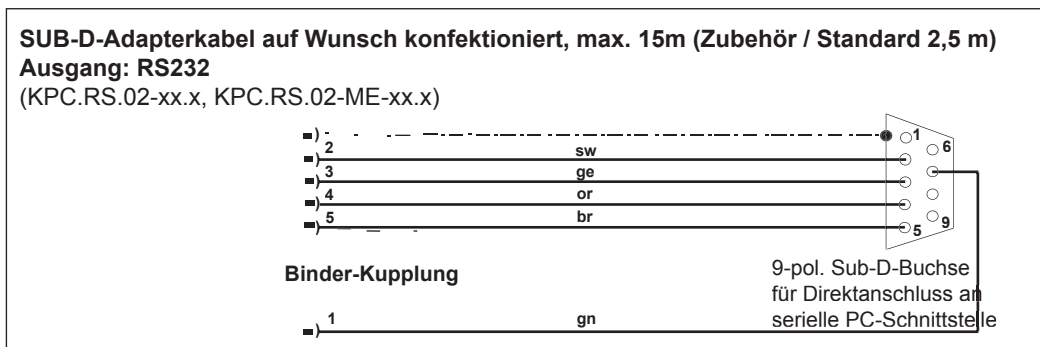 SUB-D-Adapterkabel auf Wunsch konfektioniert, max. 15m (Zubehör / Standard 2,5 m)
Ausgang: RS232
(KPC.RS.02-xx.x, KPC.RS.02-ME-xx.x)
1
6
2 sw
3 ge
4 or
5 br
5
9
Binder-Kupplung
9-pol. Sub-D-Buchse
für Direktanschluss an
serielle PC-Schnittstelle
1 gn